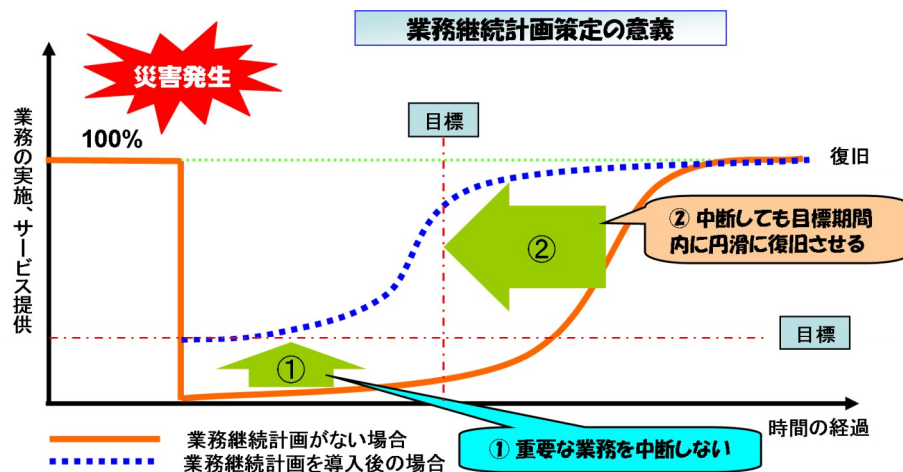 業務継続計画策定の意義
災害発生
目標
100%
復旧
業務の実施、サービス提供
② 中断しても目標期間
内に円滑に復旧させる
②
目標
①
時間の経過
① 重要な業務を中断しない
業務継続計画がない場合
業務継続計画を導入後の場合